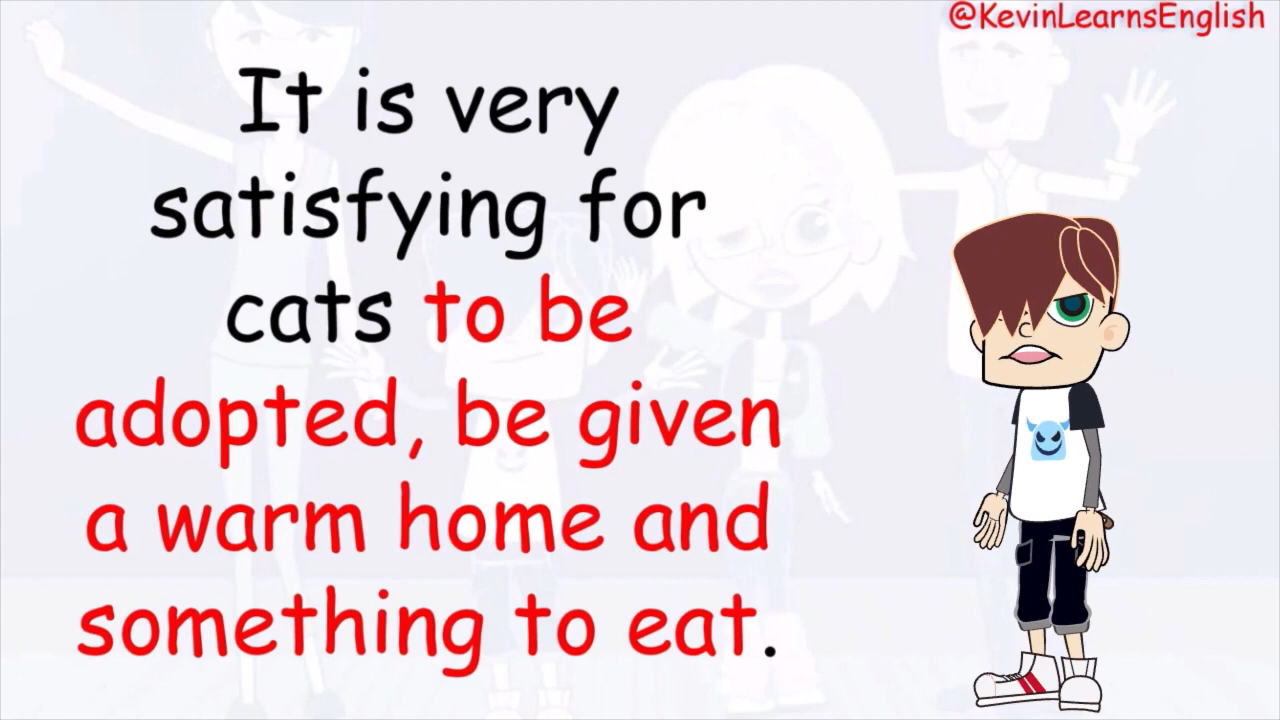 @KevinLearnsEnglish
It is very
satisfying for
cats to be
adopted, be given
a warm home and
something to eat.